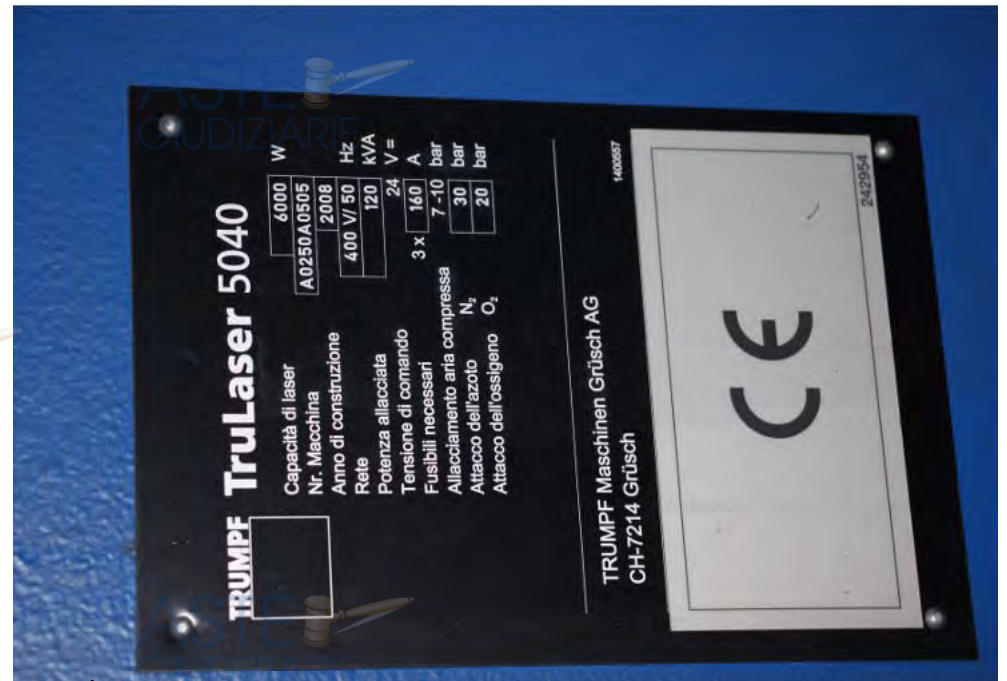 TRUMPF TruLaser 5040
Capacità di laser 6000 W
Nr. Macchina A0250A0505
Anno di construzione 2008
Rete 400 V/ 50 Hz
Potenza allacciata 120 kVA
Tensione di comando 24 V =
Fusibili necessari 3 x 160 A
Allacciamento aria compressa 7 -10 bar
Attacco dell'azoto N₂ 30 bar
Attacco dell'ossigeno O₂ 20 bar
1400557
TRUMPF Maschinen Grüsch AG
CH-7214 Grüsch
CE
242954
ASTE
GIUDIZIARIE
ASTE